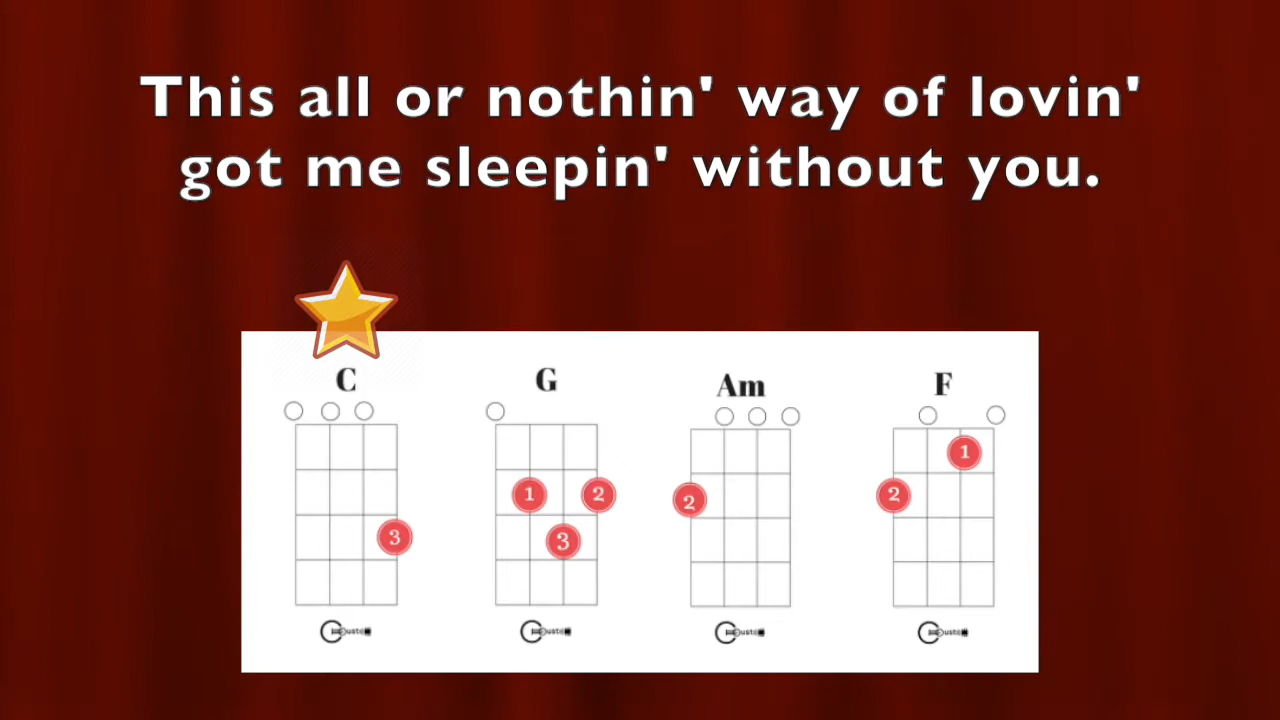 This all or nothin' way of lovin'
got me sleepin' without you.
C G Am F
1 2 3 3
2
1 2